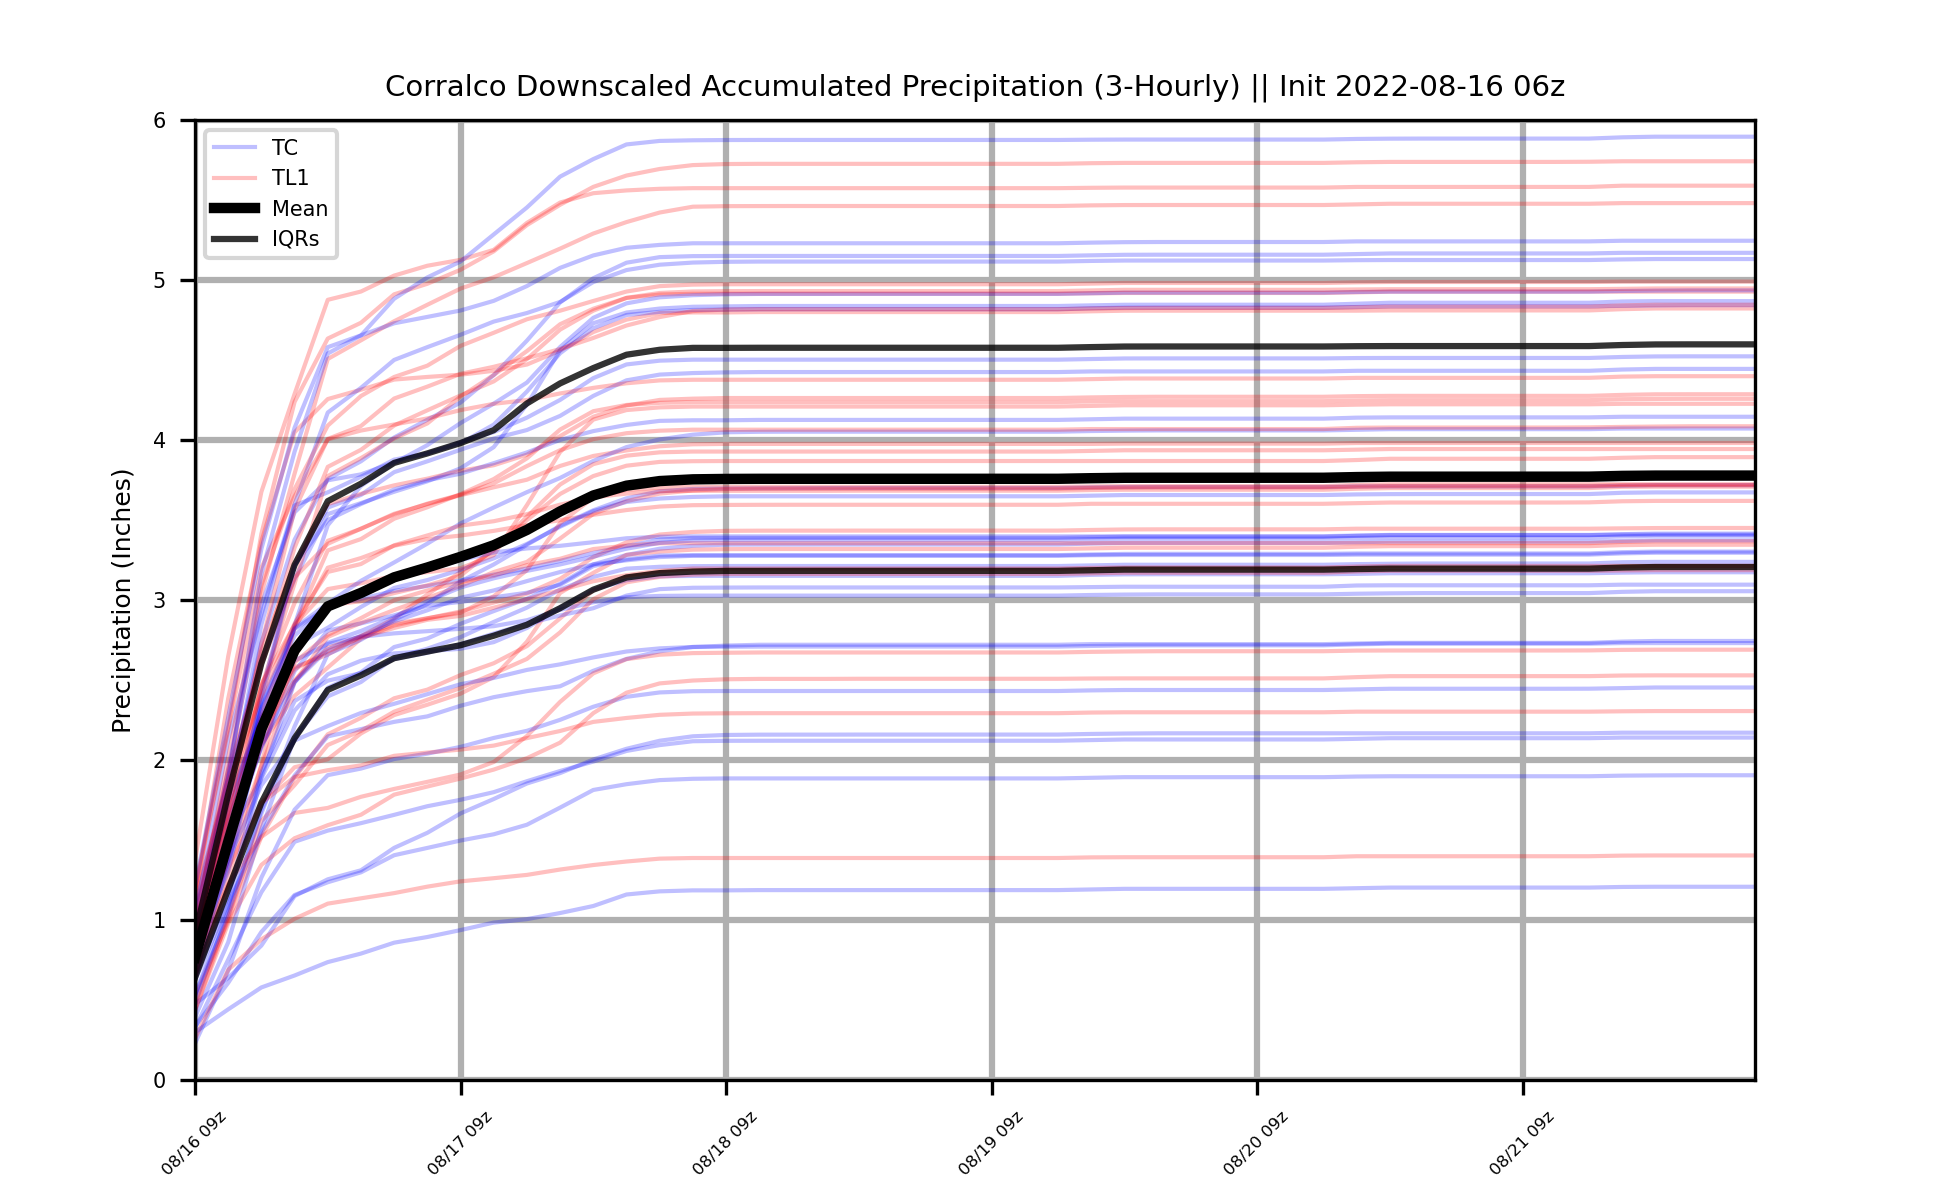 Corralco Downscaled Accumulated Precipitation (3-Hourly) || Init 2022-08-16 06z
6
5
4
3
2
1
0
Precipitation (Inches)
TC
TL1
Mean
IQRs
08/16 09z
08/17 09z
08/18 09z
08/19 09z
08/20 09z
08/21 09z